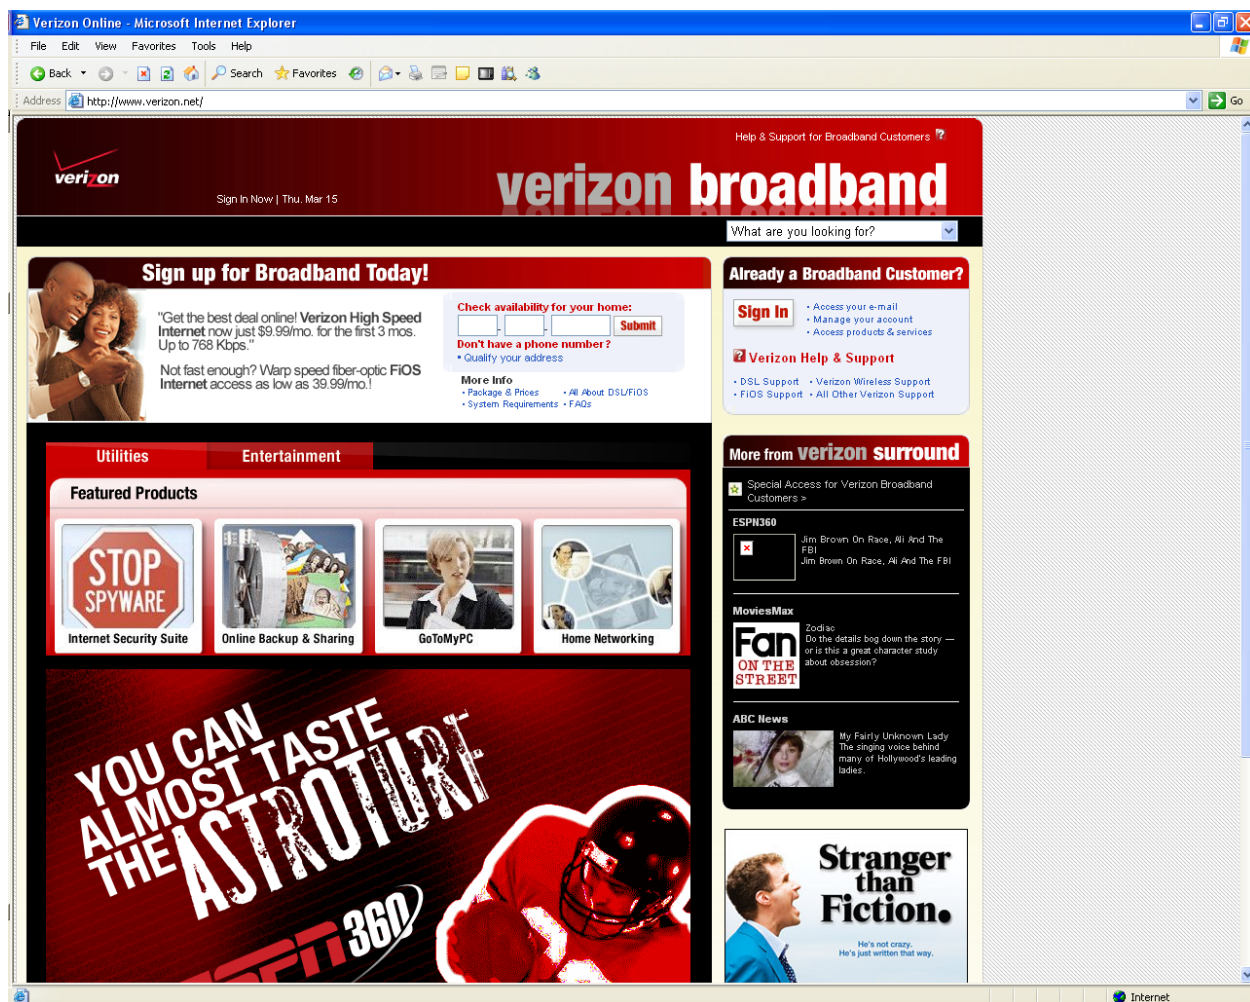 Verizon Online - Microsoft Internet Explorer
File Edit View Favorites Tools Help
Back Search Favorites
Address http://www.verizon.net/ Go
Help & Support for Broadband Customers ?
verizon
Sign In Now | Thu. Mar 15
verizon broadband
What are you looking for?
Sign up for Broadband Today!
"Get the best deal online! Verizon High Speed
Internet now just $9.99/mo. for the first 3 mos.
Up to 768 Kbps."
Not fast enough? Warp speed fiber-optic FiOS
Internet access as low as 39.99/mo.!
Check availability for your home:
- - Submit
Don't have a phone number?
• Qualify your address
More Info
• Package & Prices • All About DSL/FiOS
• System Requirements • FAQs
Already a Broadband Customer?
Sign In
• Access your e-mail
• Manage your account
• Access products & services
? Verizon Help & Support
• DSL Support • Verizon Wireless Support
• FiOS Support • All Other Verizon Support
Utilities Entertainment
Featured Products
STOP
SPYWARE
Internet Security Suite
Online Backup & Sharing
GoToMyPC
Home Networking
YOU CAN
ALMOST TASTE
THE ASTROTURF
ESPN360
More from verizon surround
Special Access for Verizon Broadband
Customers >
ESPN360
Jim Brown On Race, Ali And The
FBI
Jim Brown On Race, Ali And The FBI
MoviesMax
Fan
ON THE
STREET
Zodiac
Do the details bog down the story —
or is this a great character study
about obsession?
ABC News
My Fairly Unknown Lady
The singing voice behind
many of Hollywood's leading
ladies.
Stranger
than
Fiction.
He's not crazy.
He's just written that way.
Internet